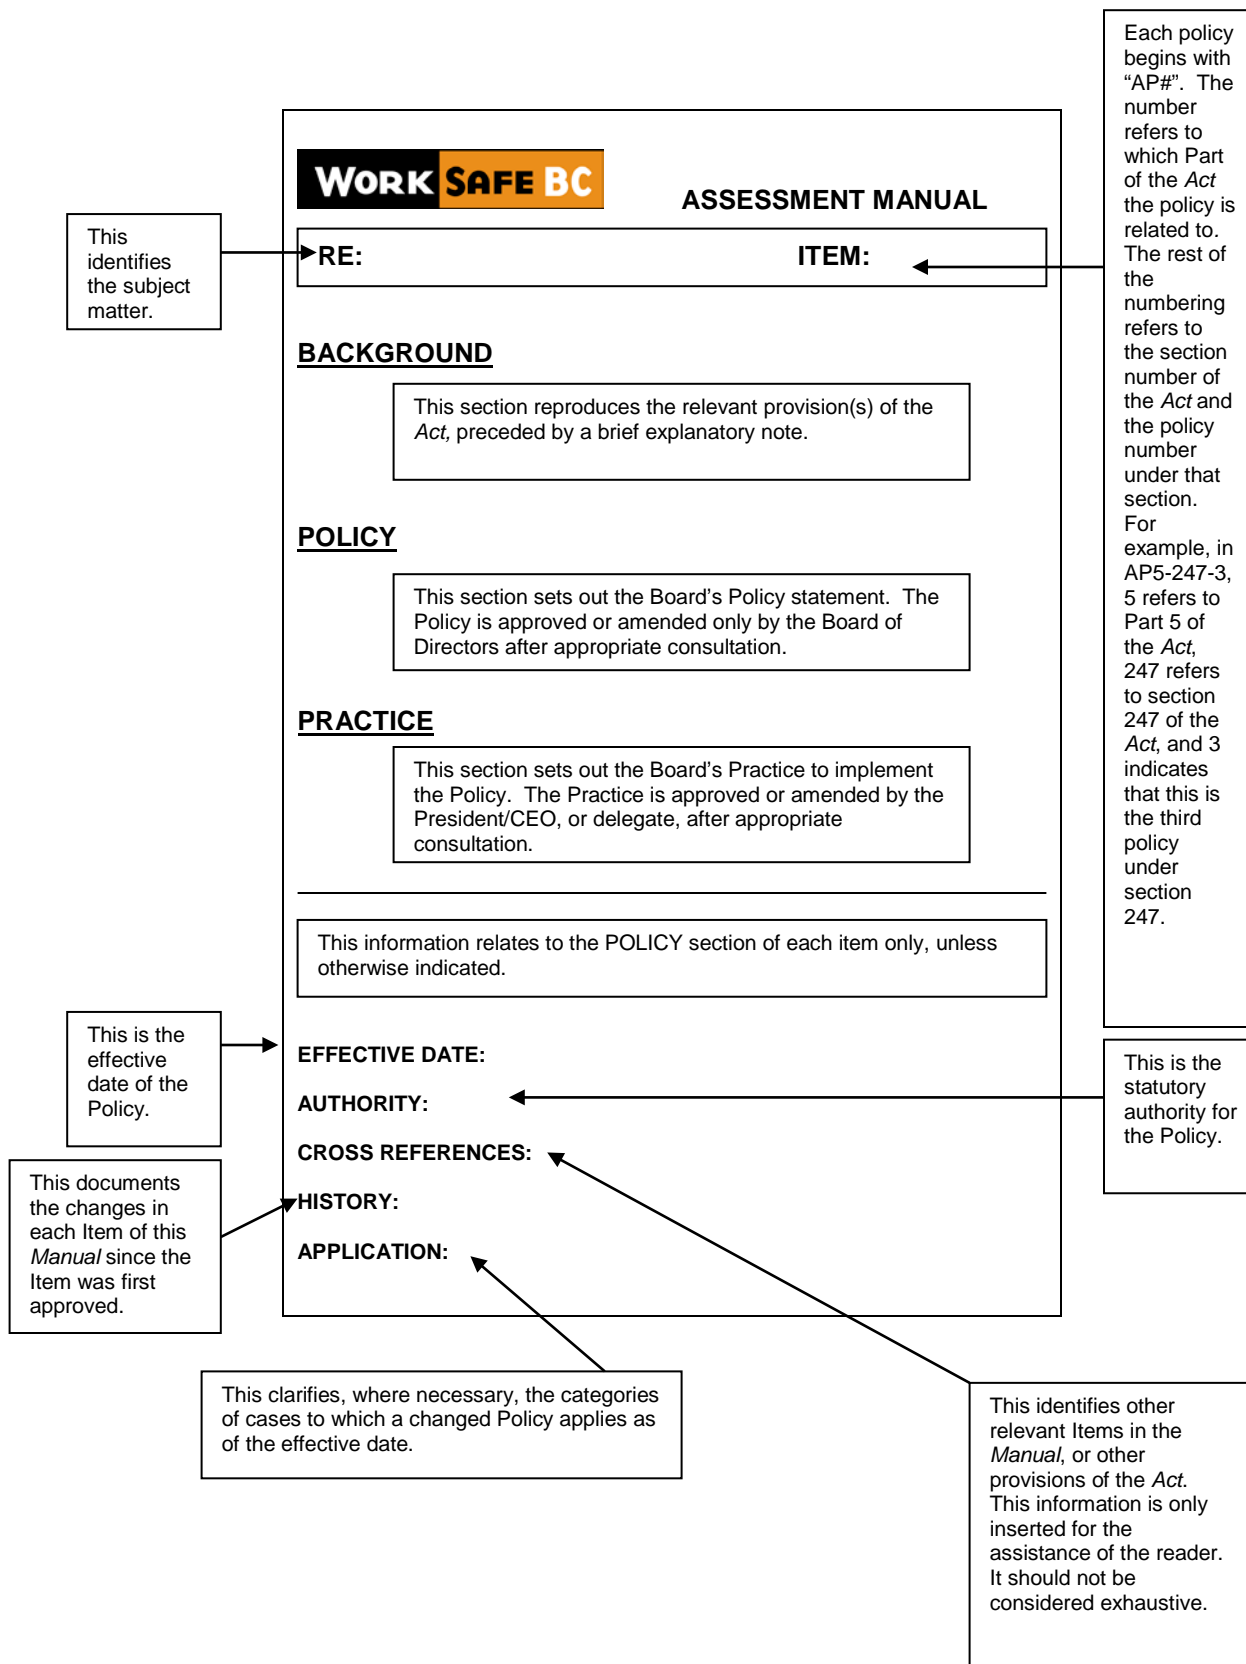 Each policy
begins with
“AP#”.  The
number
refers to
which Part
of the Act
the policy is
related to.
The rest of
the
numbering
refers to
the section
number of
the Act and
the policy
number
under that
section.
For
example, in
AP5-247-3,
5 refers to
Part 5 of
the Act,
247 refers
to section
247 of the
Act, and 3
indicates
that this is
the third
policy
under
section
247.
WORK SAFE BC
ASSESSMENT MANUAL
This
identifies
the subject
matter.
RE: ITEM:
BACKGROUND
This section reproduces the relevant provision(s) of the
Act, preceded by a brief explanatory note.
POLICY
This section sets out the Board’s Policy statement.  The
Policy is approved or amended only by the Board of
Directors after appropriate consultation.
PRACTICE
This section sets out the Board’s Practice to implement
the Policy.  The Practice is approved or amended by the
President/CEO, or delegate, after appropriate
consultation.
This information relates to the POLICY section of each item only, unless
otherwise indicated.
This is the
effective
date of the
Policy.
EFFECTIVE DATE:
This is the
statutory
authority for
the Policy.
AUTHORITY:
CROSS REFERENCES:
This documents
the changes in
each Item of this
Manual since the
Item was first
approved.
HISTORY:
APPLICATION:
This clarifies, where necessary, the categories
of cases to which a changed Policy applies as
of the effective date.
This identifies other
relevant Items in the
Manual, or other
provisions of the Act.
This information is only
inserted for the
assistance of the reader.
It should not be
considered exhaustive.